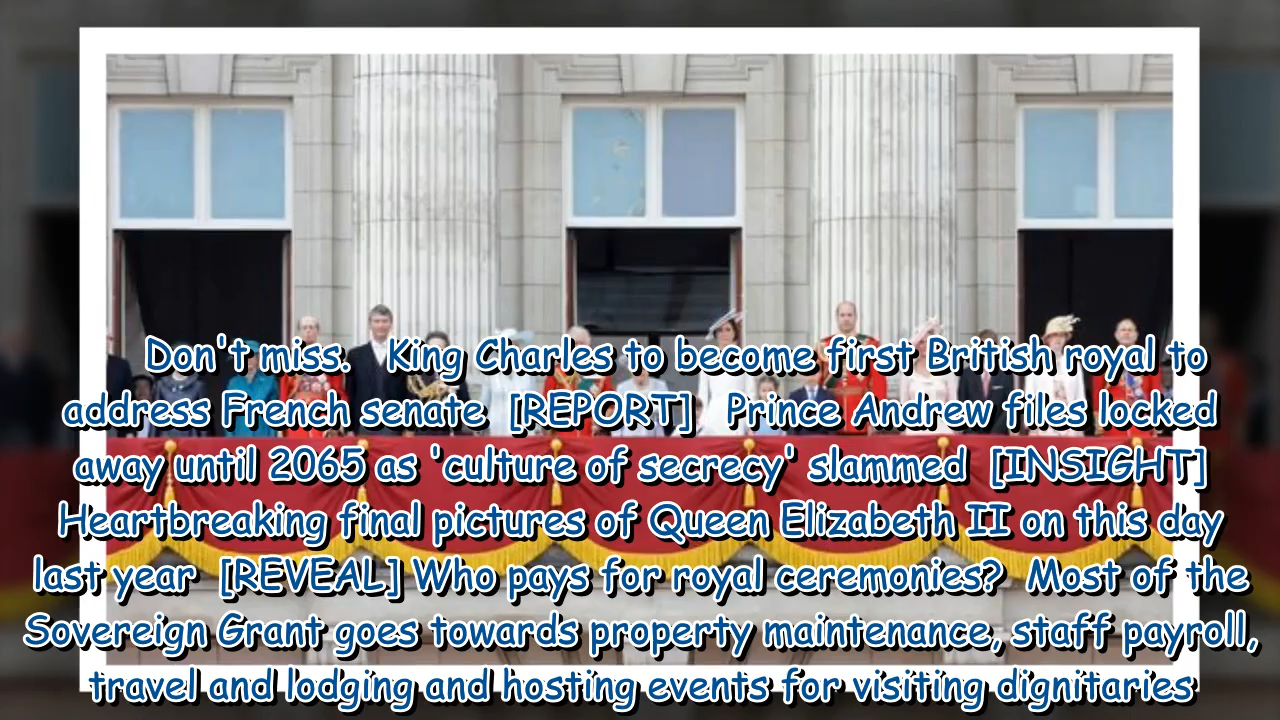 Don't miss. King Charles to become first British royal to
address French senate [REPORT] Prince Andrew files locked
away until 2065 as 'culture of secrecy' slammed [INSIGHT]
Heartbreaking final pictures of Queen Elizabeth II on this day
last year [REVEAL] Who pays for royal ceremonies? Most of the
Sovereign Grant goes towards property maintenance, staff payroll,
travel and lodging and hosting events for visiting dignitaries